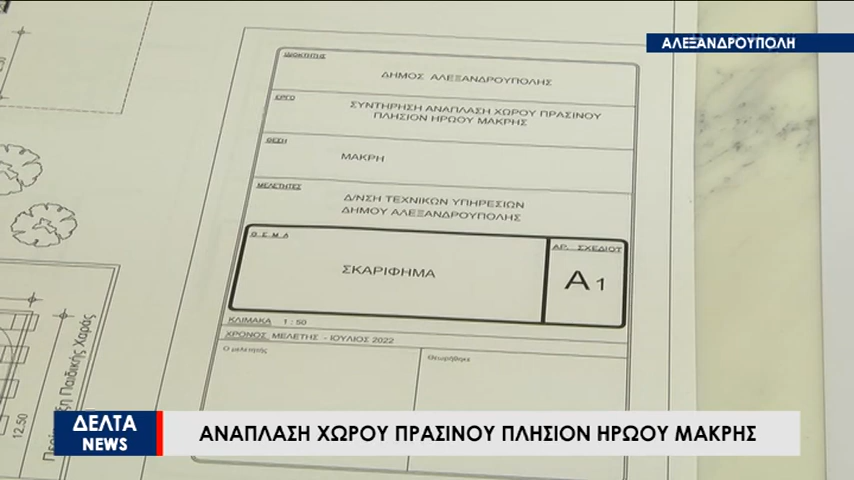 ΑΛΕΞΑΝΔΡΟΥΠΟΛΗ
ΙΔΙΟΚΤΗΤΗΣ
ΔΗΜΟΣ ΑΛΕΞΑΝΔΡΟΥΠΟΛΗΣ
ΕΡΓΟ
ΣΥΝΤΗΡΗΣΗ ΑΝΑΠΛΑΣΗ ΧΩΡΟΥ ΠΡΑΣΙΝΟΥ
ΠΛΗΣΙΟΝ ΗΡΩΟΥ ΜΑΚΡΗΣ
ΘΕΣΗ
ΜΑΚΡΗ
ΜΕΛΕΤΗΤΕΣ
Δ/ΝΣΗ ΤΕΧΝΙΚΩΝ ΥΠΗΡΕΣΙΩΝ
ΔΗΜΟΥ ΑΛΕΞΑΝΔΡΟΥΠΟΛΗΣ
ΘΕΜΑ
ΣΚΑΡΙΦΗΜΑ
ΑΡ. ΣΧΕΔΙΟΥ
Α 1
ΚΛΙΜΑΚΑ 1 : 50
ΧΡΟΝΟΣ ΜΕΛΕΤΗΣ - ΙΟΥΛΙΟΣ 2022
Ο μελετητής
Θεωρήθηκε
Παιδικής Χαράς
12.50
ΔΕΛΤΑ
NEWS
ΑΝΑΠΛΑΣΗ ΧΩΡΟΥ ΠΡΑΣΙΝΟΥ ΠΛΗΣΙΟΝ ΗΡΩΟΥ ΜΑΚΡΗΣ